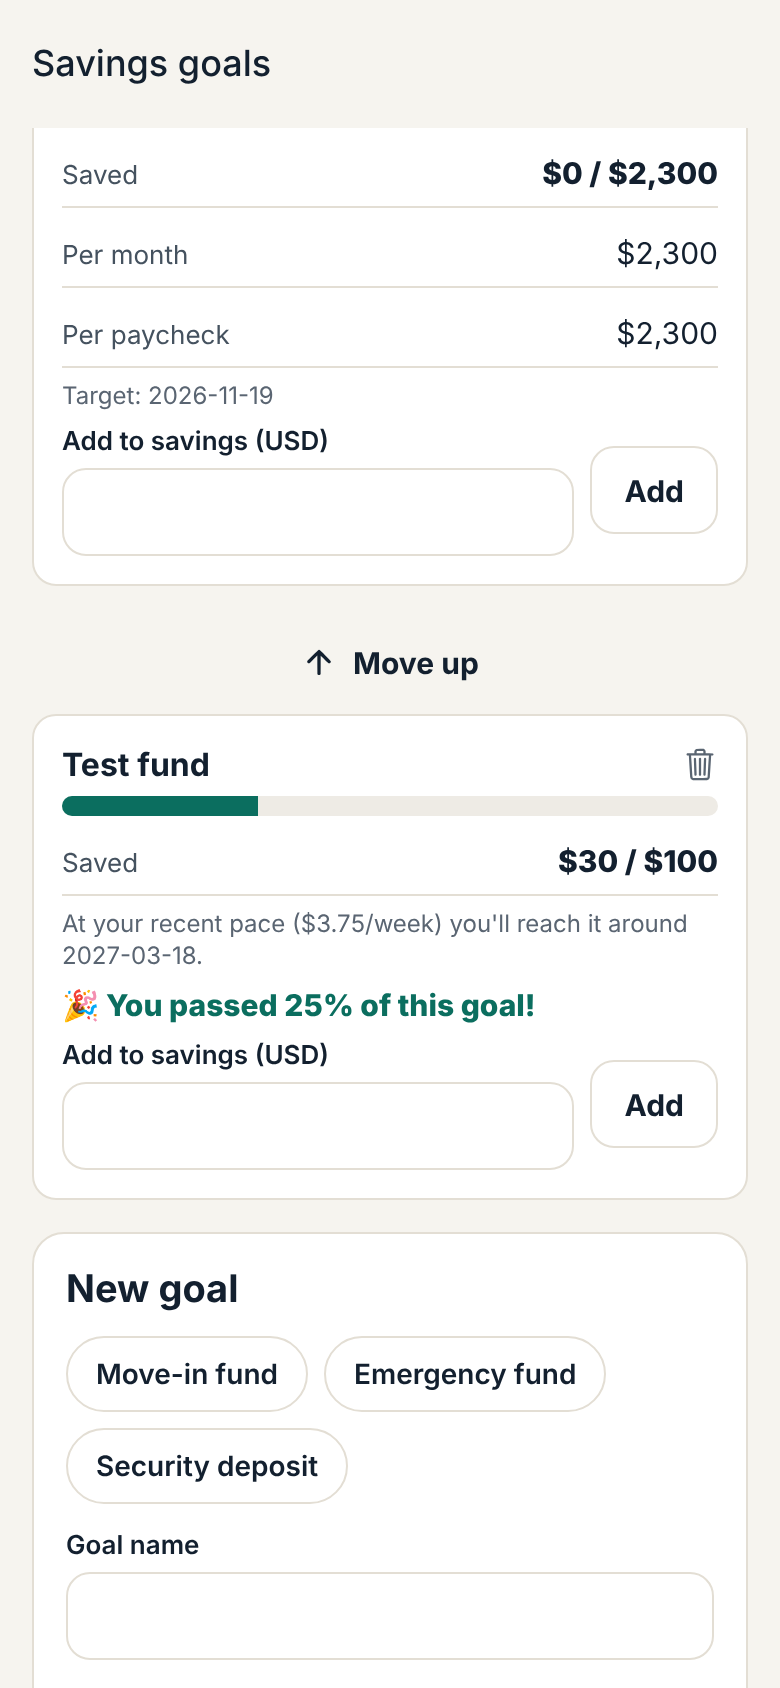 Savings goals
Saved $0 / $2,300
Per month $2,300
Per paycheck $2,300
Target: 2026-11-19
Add to savings (USD)
Add
↑ Move up
Test fund
Saved $30 / $100
At your recent pace ($3.75/week) you'll reach it around
2027-03-18.
🎉 You passed 25% of this goal!
Add to savings (USD)
Add
New goal
Move-in fund Emergency fund
Security deposit
Goal name